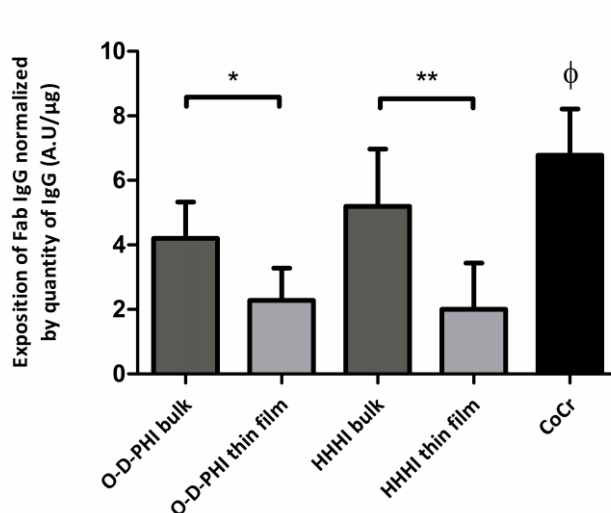 Exposition of Fab IgG normalized
by quantity of IgG (A.U/µg)
10
8
6
4
2
0
*
**
ϕ
O-D-PHI bulk
O-D-PHI thin film
HHHI bulk
HHHI thin film
CoCr